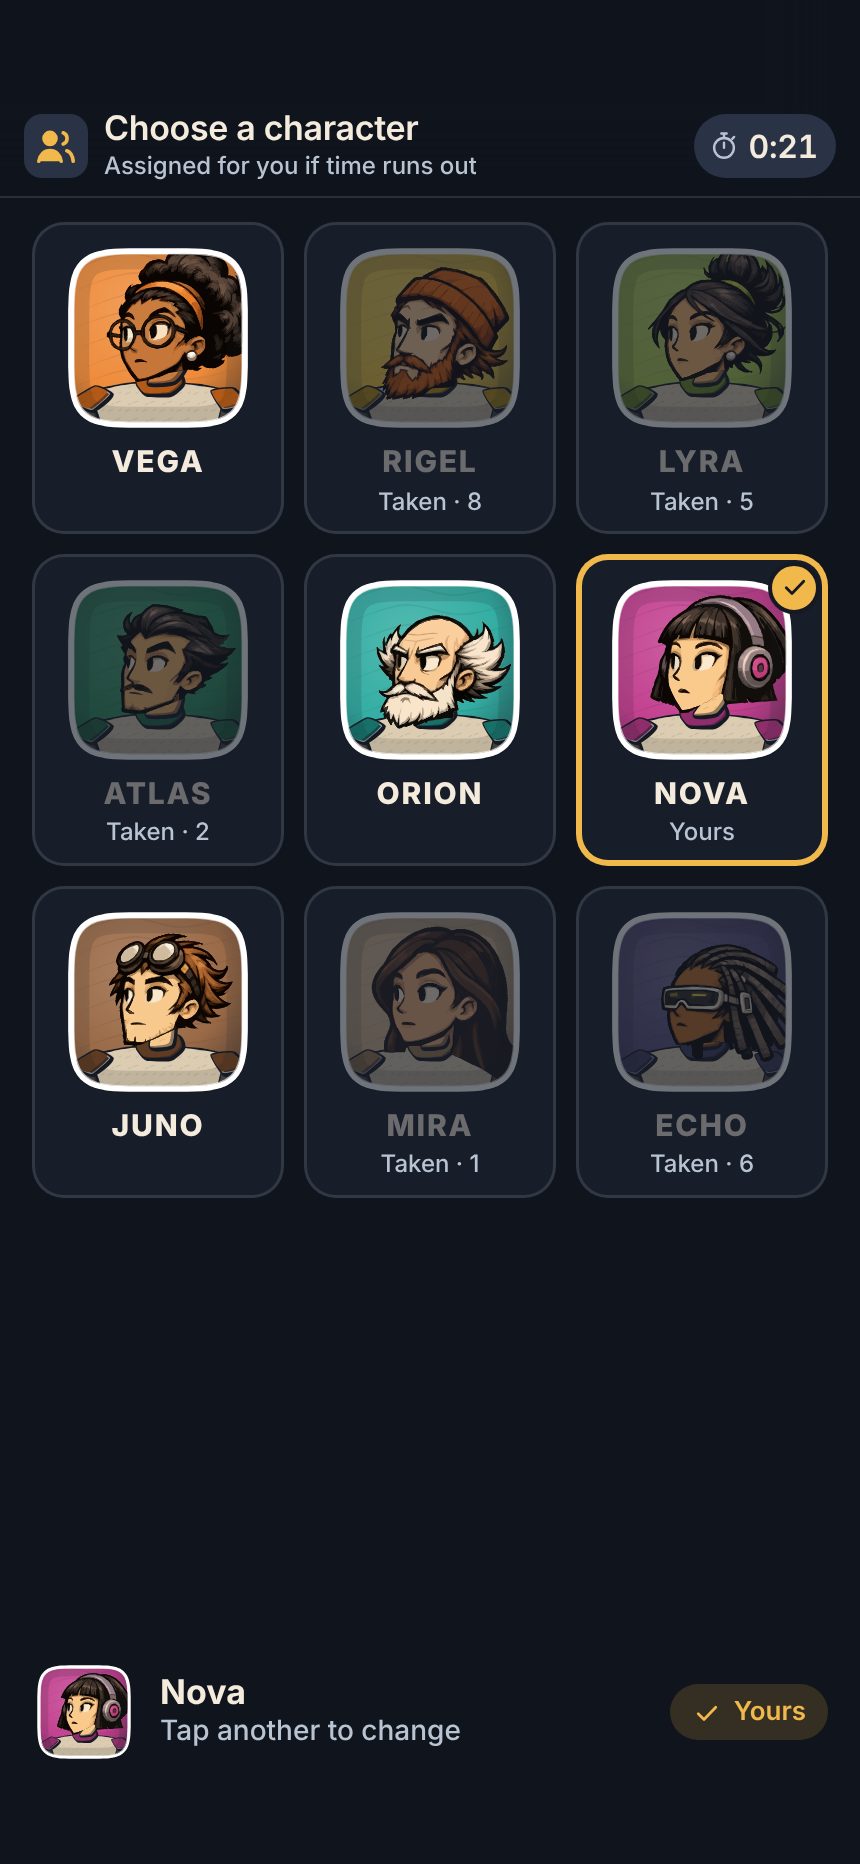 Choose a character
Assigned for you if time runs out
0:21
VEGA
RIGEL
Taken · 8
LYRA
Taken · 5
ATLAS
Taken · 2
ORION
NOVA
Yours
JUNO
MIRA
Taken · 1
ECHO
Taken · 6
Nova
Tap another to change
Yours